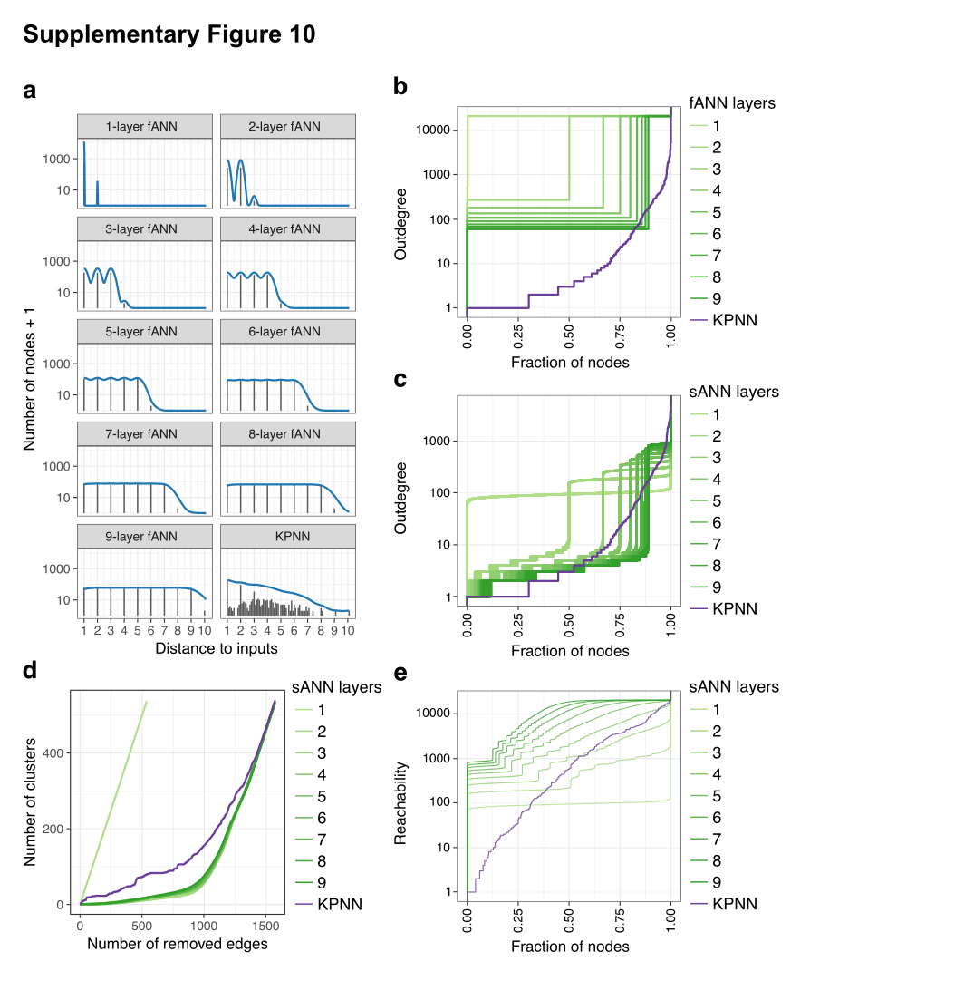 Supplementary Figure 10
a
1-layer fANN 2-layer fANN
1000
10
3-layer fANN 4-layer fANN
1000
10
5-layer fANN 6-layer fANN
1000
10
7-layer fANN 8-layer fANN
1000
10
9-layer fANN KPNN
1000
10
1 2 3 4 5 6 7 8 9 10 1 2 3 4 5 6 7 8 9 10
Distance to inputs
Number of nodes + 1
b
10000
1000
100
10
1
Outdegree
0.00 0.25 0.50 0.75 1.00
Fraction of nodes
fANN layers
1
2
3
4
5
6
7
8
9
KPNN
c
1000
100
10
1
Outdegree
0.00 0.25 0.50 0.75 1.00
Fraction of nodes
sANN layers
1
2
3
4
5
6
7
8
9
KPNN
d
400
200
0
Number of clusters
0 500 1000 1500
Number of removed edges
sANN layers
1
2
3
4
5
6
7
8
9
KPNN
e
10000
1000
100
10
1
Reachability
0.00 0.25 0.50 0.75 1.00
Fraction of nodes
sANN layers
1
2
3
4
5
6
7
8
9
KPNN